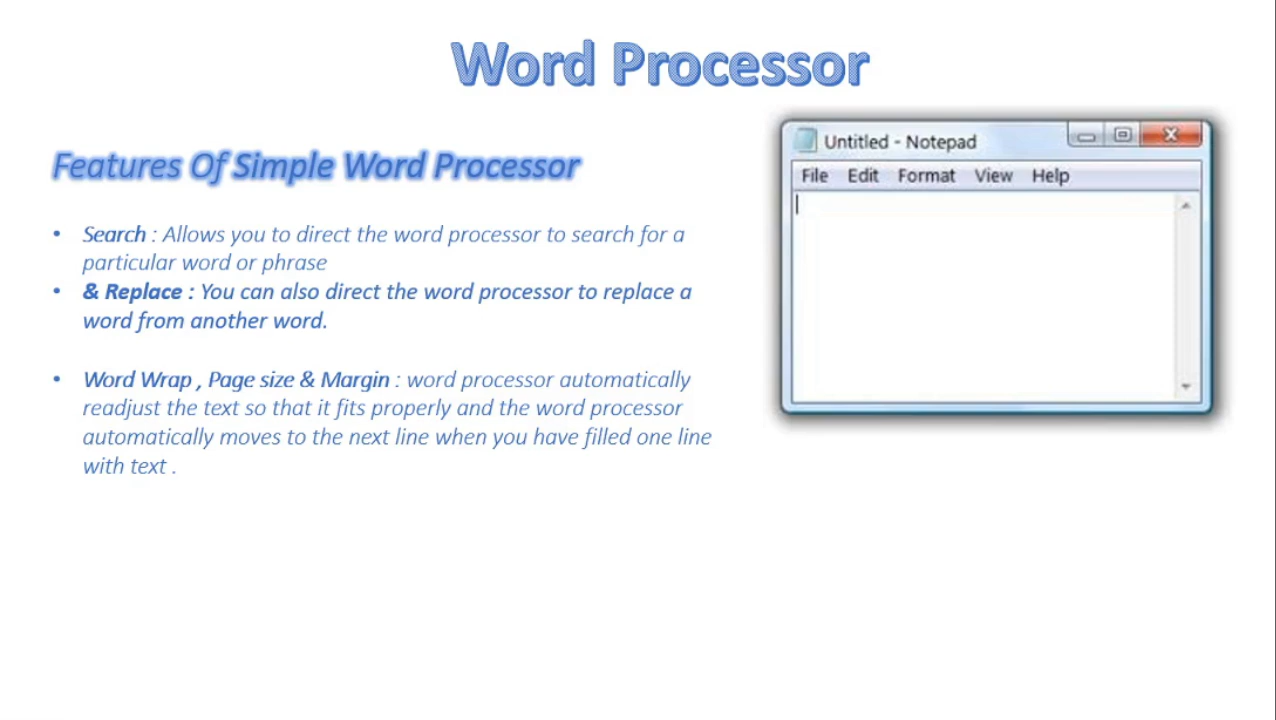 Word Processor
Features Of Simple Word Processor
• Search : Allows you to direct the word processor to search for a
particular word or phrase
• & Replace : You can also direct the word processor to replace a
word from another word.
• Word Wrap , Page size & Margin : word processor automatically
readjust the text so that it fits properly and the word processor
automatically moves to the next line when you have filled one line
with text .
Untitled - Notepad
File Edit Format View Help